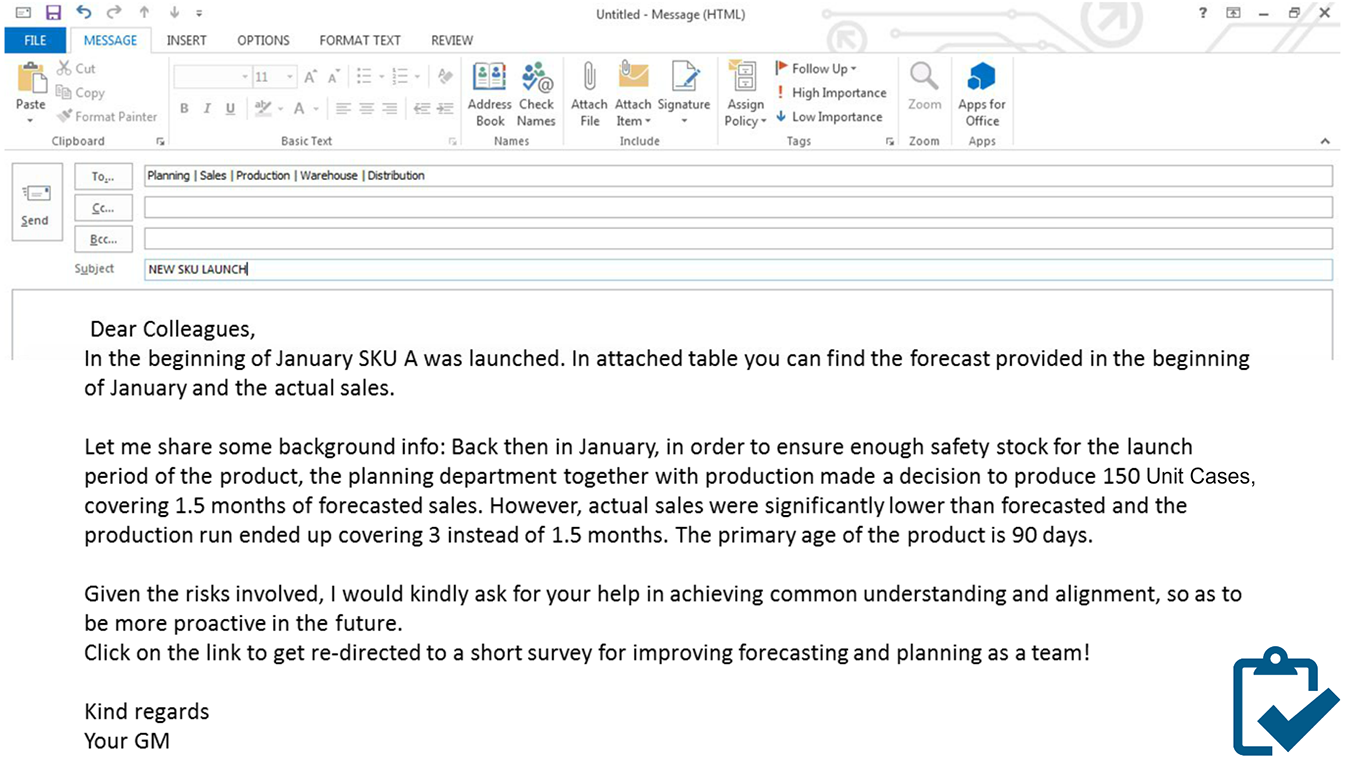 Untitled - Message (HTML)
?
FILE MESSAGE INSERT OPTIONS FORMAT TEXT REVIEW
Paste
Cut
Copy
Format Painter
Clipboard
11 A A
B I U A
Basic Text
Address Book
Check Names
Names
Attach File
Attach Item
Signature
Include
Assign Policy
Follow Up
! High Importance
Low Importance
Tags
Zoom
Zoom
Apps for Office
Apps
Send
To... Planning | Sales | Production | Warehouse | Distribution
Cc...
Bcc...
Subject NEW SKU LAUNCH
Dear Colleagues,
In the beginning of January SKU A was launched. In attached table you can find the forecast provided in the beginning
of January and the actual sales.
Let me share some background info: Back then in January, in order to ensure enough safety stock for the launch
period of the product, the planning department together with production made a decision to produce 150 Unit Cases,
covering 1.5 months of forecasted sales. However, actual sales were significantly lower than forecasted and the
production run ended up covering 3 instead of 1.5 months. The primary age of the product is 90 days.
Given the risks involved, I would kindly ask for your help in achieving common understanding and alignment, so as to
be more proactive in the future.
Click on the link to get re-directed to a short survey for improving forecasting and planning as a team!
Kind regards
Your GM